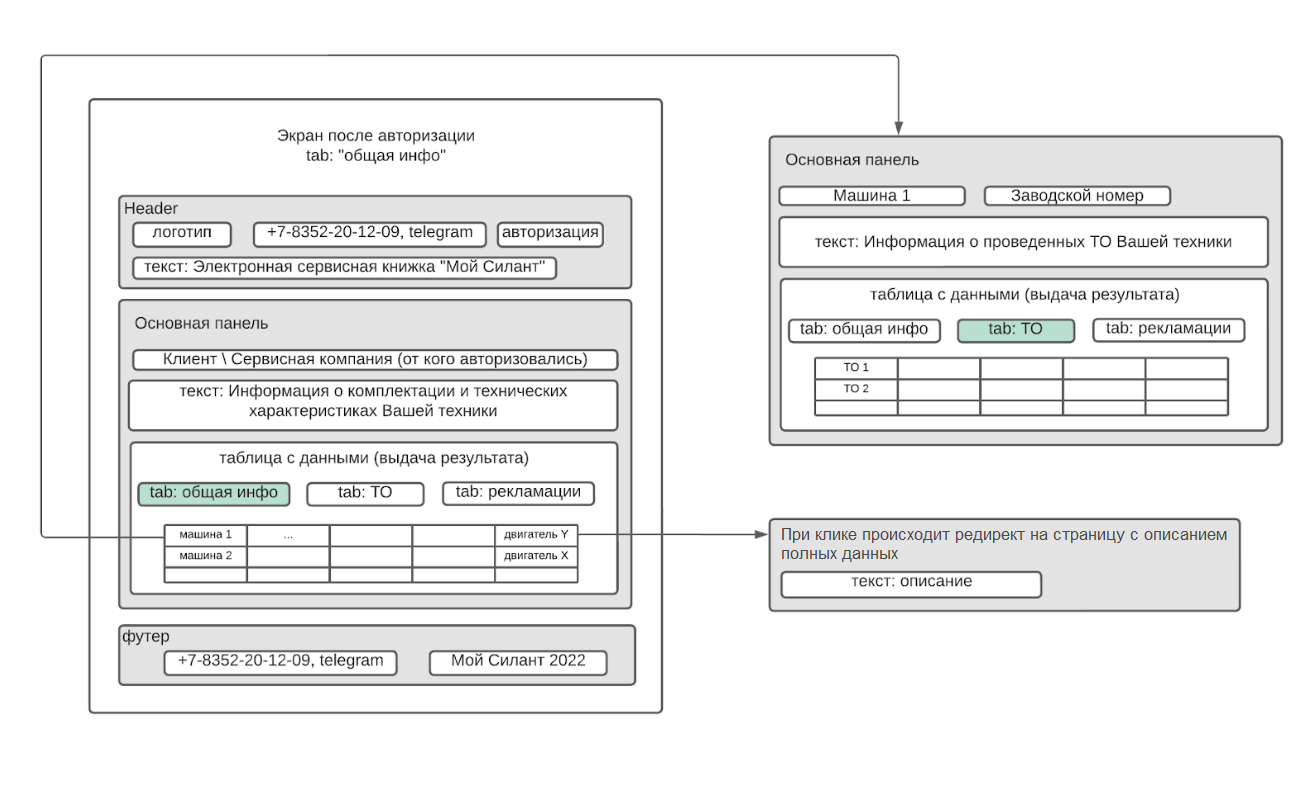 Экран после авторизации
tab: "общая инфо"
Header
логотип
+7-8352-20-12-09, telegram
авторизация
текст: Электронная сервисная книжка "Мой Силант"
Основная панель
Клиент \ Сервисная компания (от кого авторизовались)
текст: Информация о комплектации и технических
характеристиках Вашей техники
таблица с данными (выдача результата)
tab: общая инфо
tab: ТО
tab: рекламации
машина 1
...
двигатель Y
машина 2
двигатель X
футер
+7-8352-20-12-09, telegram
Мой Силант 2022
Основная панель
Машина 1
Заводской номер
текст: Информация о проведенных ТО Вашей техники
таблица с данными (выдача результата)
tab: общая инфо
tab: ТО
tab: рекламации
ТО 1
ТО 2
При клике происходит редирект на страницу с описанием
полных данных
текст: описание